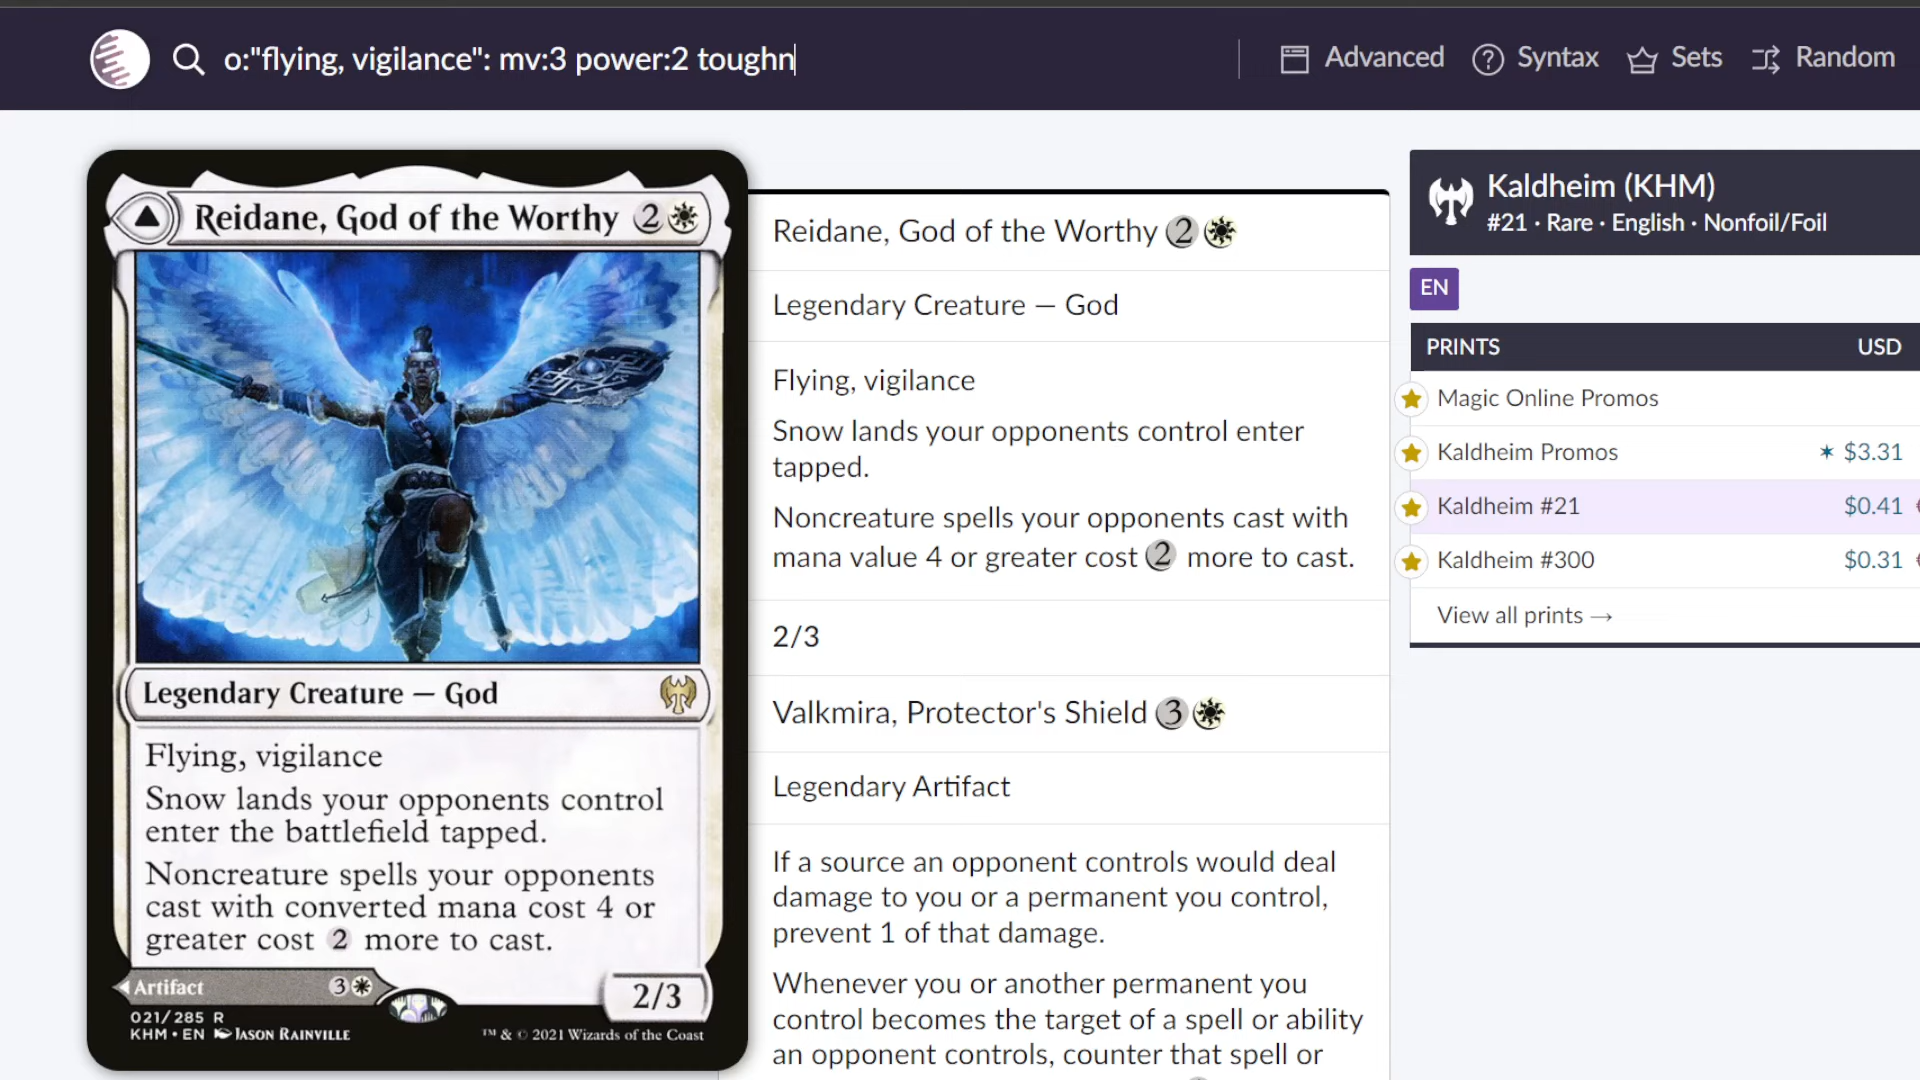 o:"flying, vigilance": mv:3 power:2 toughn
Advanced
Syntax
Sets
Random
Reidane, God of the Worthy 2
Legendary Creature — God
Flying, vigilance
Snow lands your opponents control
enter the battlefield tapped.
Noncreature spells your opponents
cast with converted mana cost 4 or
greater cost 2 more to cast.
Artifact 3
2/3
021/285 R
KHM • EN Jason Rainville
™ & © 2021 Wizards of the Coast
Reidane, God of the Worthy 2
Legendary Creature — God
Flying, vigilance
Snow lands your opponents control enter
tapped.
Noncreature spells your opponents cast with
mana value 4 or greater cost 2 more to cast.
2/3
Valkmira, Protector's Shield 3
Legendary Artifact
If a source an opponent controls would deal
damage to you or a permanent you control,
prevent 1 of that damage.
Whenever you or another permanent you
control becomes the target of a spell or ability
an opponent controls, counter that spell or
Kaldheim (KHM)
#21 · Rare · English · Nonfoil/Foil
EN
PRINTS USD
Magic Online Promos
Kaldheim Promos $3.31
Kaldheim #21 $0.41
Kaldheim #300 $0.31
View all prints →